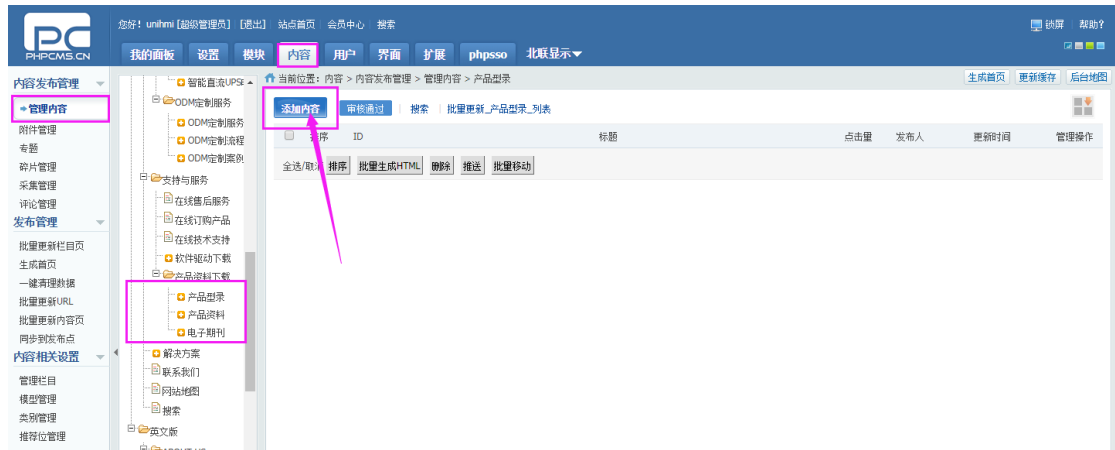 PC
PHPCMS.CN
您好！unihmi [超级管理员] [退出] 站点首页 会员中心 搜索
锁屏 帮助?
我的面板 设置 模块 内容 用户 界面 扩展 phpsso 北联显示
内容发布管理
管理内容
附件管理
专题
碎片管理
采集管理
评论管理
发布管理
批量更新栏目页
生成首页
一键清理数据
批量更新URL
批量更新内容页
同步到发布点
内容相关设置
管理栏目
模型管理
类别管理
推荐位管理
智能直流UPS
ODM定制服务
ODM定制服务
ODM定制流程
ODM定制案例
支持与服务
在线售后服务
在线订购产品
在线技术支持
软件驱动下载
产品资料下载
产品型录
产品资料
电子期刊
解决方案
联系我们
网站地图
搜索
英文版
当前位置：内容 > 内容发布管理 > 管理内容 > 产品型录
生成首页 更新缓存 后台地图
添加内容 审核通过 搜索 批量更新_产品型录_列表
排序 ID 标题 点击量 发布人 更新时间 管理操作
全选/取消 排序 批量生成HTML 删除 推送 批量移动